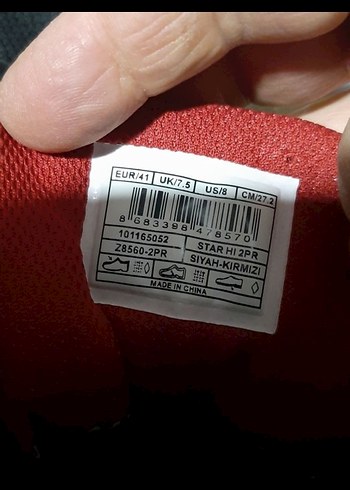 EUR/41 UK/7.5 US/8 CM/27.2
8 683398 478570
101165052 STAR HI 2PR
Z8560-2PR SIYAH-KIRMIZI
MADE IN CHINA